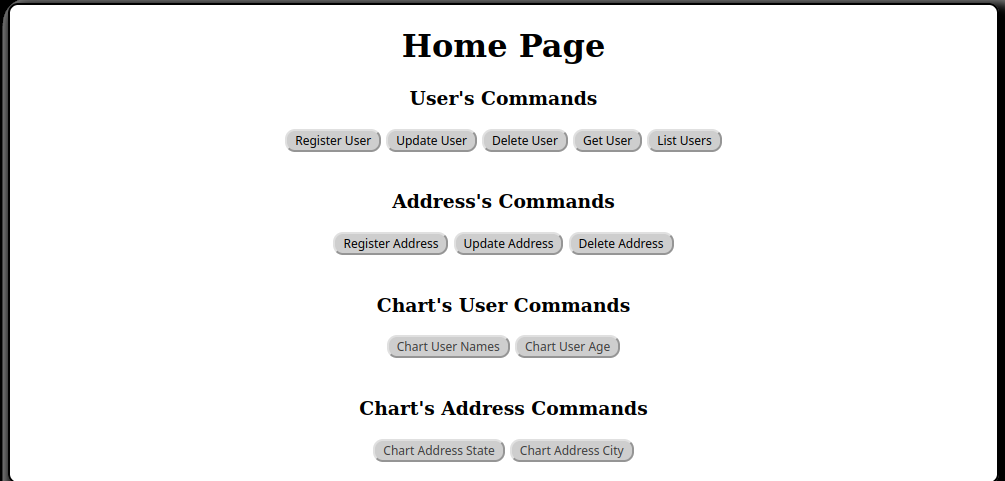 Home Page
User's Commands
Register User Update User Delete User Get User List Users
Address's Commands
Register Address Update Address Delete Address
Chart's User Commands
Chart User Names Chart User Age
Chart's Address Commands
Chart Address State Chart Address City